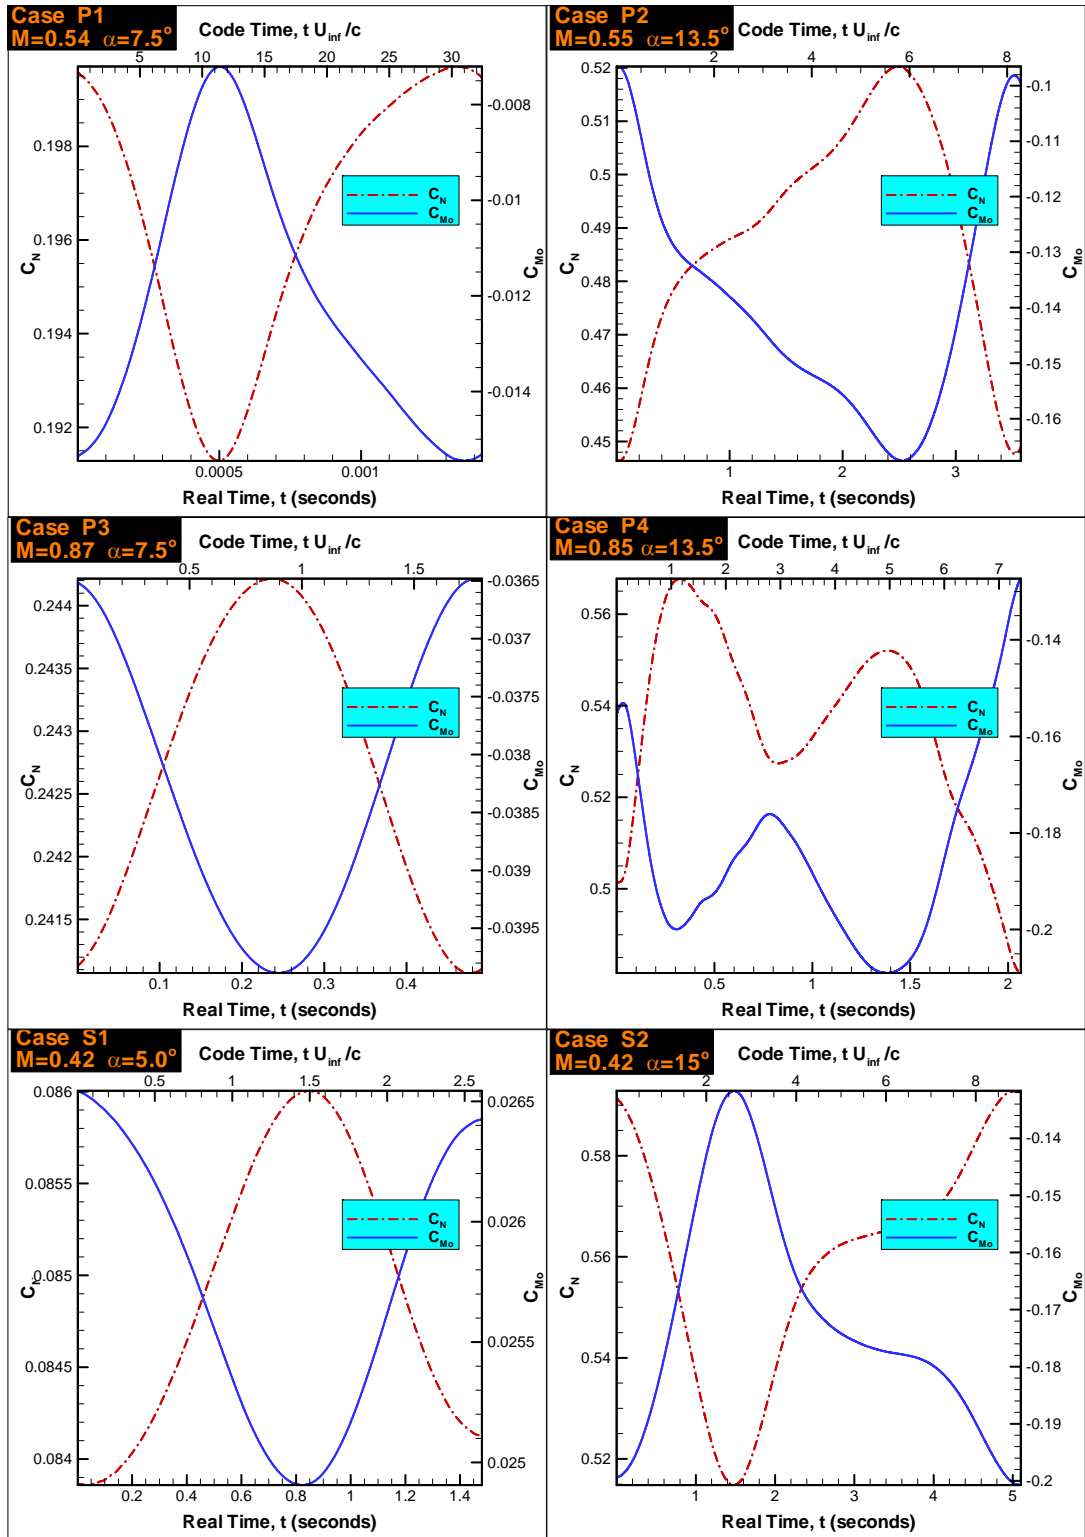 Case P1
M=0.54 α=7.5°
Code Time, t U_inf /c
5 10 15 20 25 30
0.198
0.196
0.194
0.192
C_N
-0.008
-0.01
-0.012
-0.014
C_Mo
C_N
C_Mo
0.0005 0.001
Real Time, t (seconds)
Case P2
M=0.55 α=13.5°
Code Time, t U_inf /c
2 4 6 8
0.52
0.51
0.5
0.49
0.48
0.47
0.46
0.45
C_N
-0.1
-0.11
-0.12
-0.13
-0.14
-0.15
-0.16
C_Mo
C_N
C_Mo
1 2 3
Real Time, t (seconds)
Case P3
M=0.87 α=7.5°
Code Time, t U_inf /c
0.5 1 1.5
0.244
0.2435
0.243
0.2425
0.242
0.2415
C_N
-0.0365
-0.037
-0.0375
-0.038
-0.0385
-0.039
-0.0395
C_Mo
C_N
C_Mo
0.1 0.2 0.3 0.4
Real Time, t (seconds)
Case P4
M=0.85 α=13.5°
Code Time, t U_inf /c
1 2 3 4 5 6 7
0.56
0.54
0.52
0.5
C_N
-0.14
-0.16
-0.18
-0.2
C_Mo
C_N
C_Mo
0.5 1 1.5 2
Real Time, t (seconds)
Case S1
M=0.42 α=5.0°
Code Time, t U_inf /c
0.5 1 1.5 2 2.5
0.086
0.0855
0.085
0.0845
0.084
C_N
0.0265
0.026
0.0255
0.025
C_Mo
C_N
C_Mo
0.2 0.4 0.6 0.8 1 1.2 1.4
Real Time, t (seconds)
Case S2
M=0.42 α=15°
Code Time, t U_inf /c
2 4 6 8
0.58
0.56
0.54
0.52
C_N
-0.14
-0.15
-0.16
-0.17
-0.18
-0.19
-0.2
C_Mo
C_N
C_Mo
1 2 3 4 5
Real Time, t (seconds)